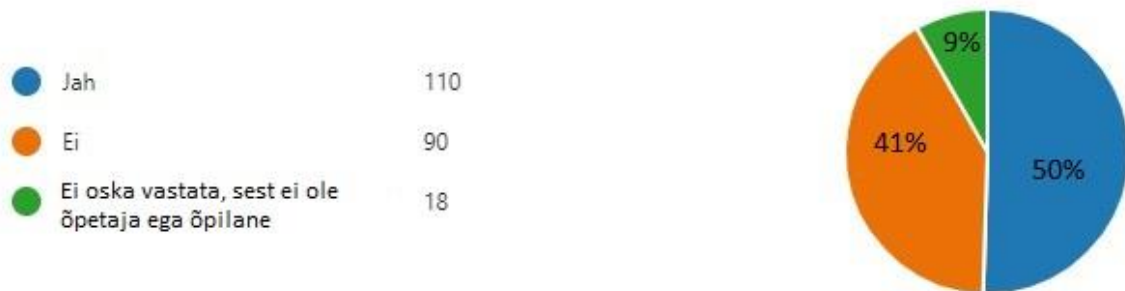 Jah 110
Ei 90
Ei oska vastata, sest ei ole
õpetaja ega õpilane 18
9%
41%
50%